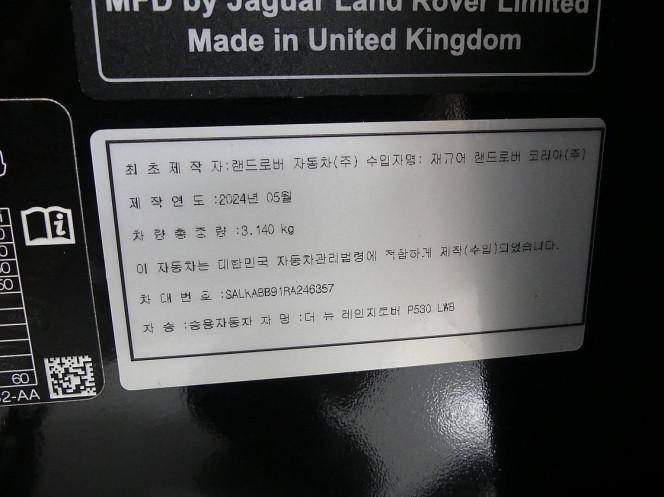 MFD by Jaguar Land Rover Limited
Made in United Kingdom
최초제작 자:랜드로버 자동차(주) 수입자명: 재규어 랜드로버 코리아(주)
제작연도:2024년 05월
차량총중량:3.140 kg
이 자동차는 대한민국 자동차관리법령에 적합하게 제작(수입)되었습니다.
차대번호:SALKABB91RA246357
차종:승용자동차 차명:더 뉴 레인지로버 P530 LWB
60